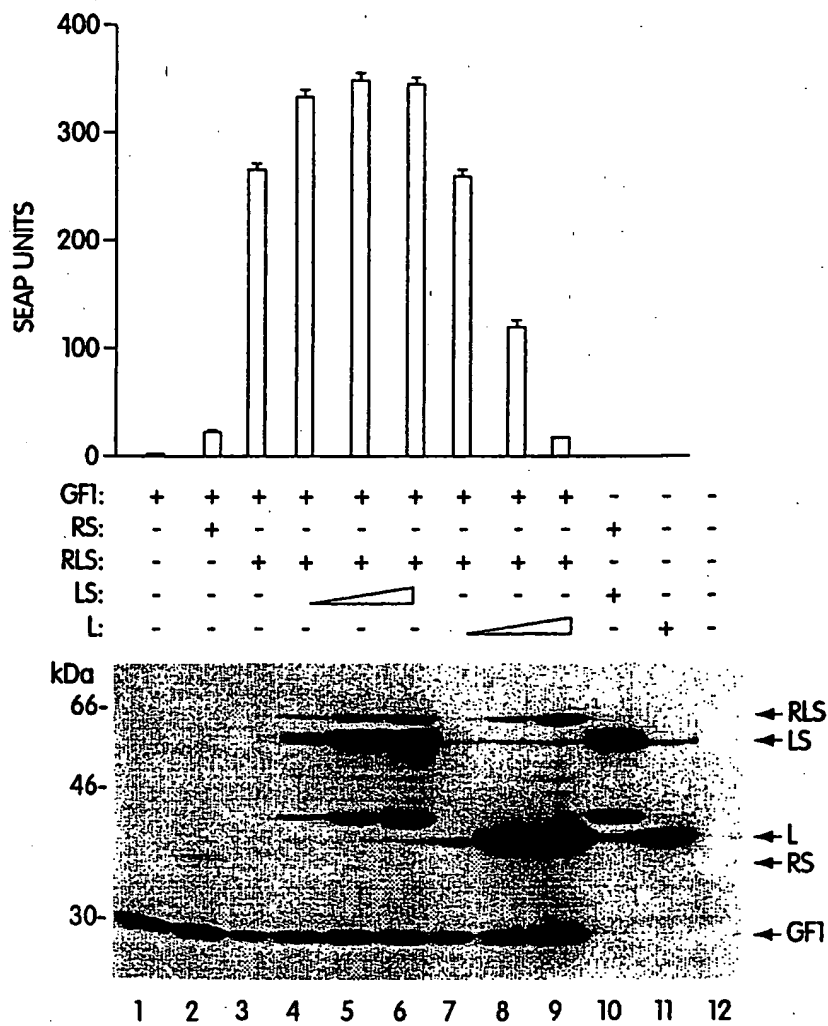 400
300
200
100
0
SEAP UNITS
GF1: + + + + + + + + + - - -
RS: - + - - - - - - - + - -
RLS: - - + + + + + + + - - -
LS: - - - - - - + - -
L: - - - - - - - + -
kDa
66-
46-
30-
RLS
LS
L
RS
GF1
1 2 3 4 5 6 7 8 9 10 11 12